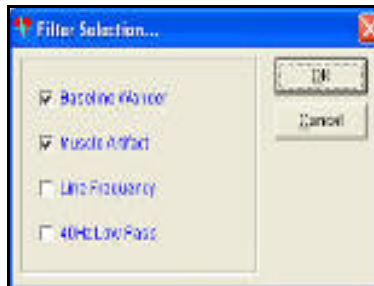 Filter Selection...
OK
Baseline Wander
Cancel
Muscle Artifact
Line Frequency
40Hz Low Pass